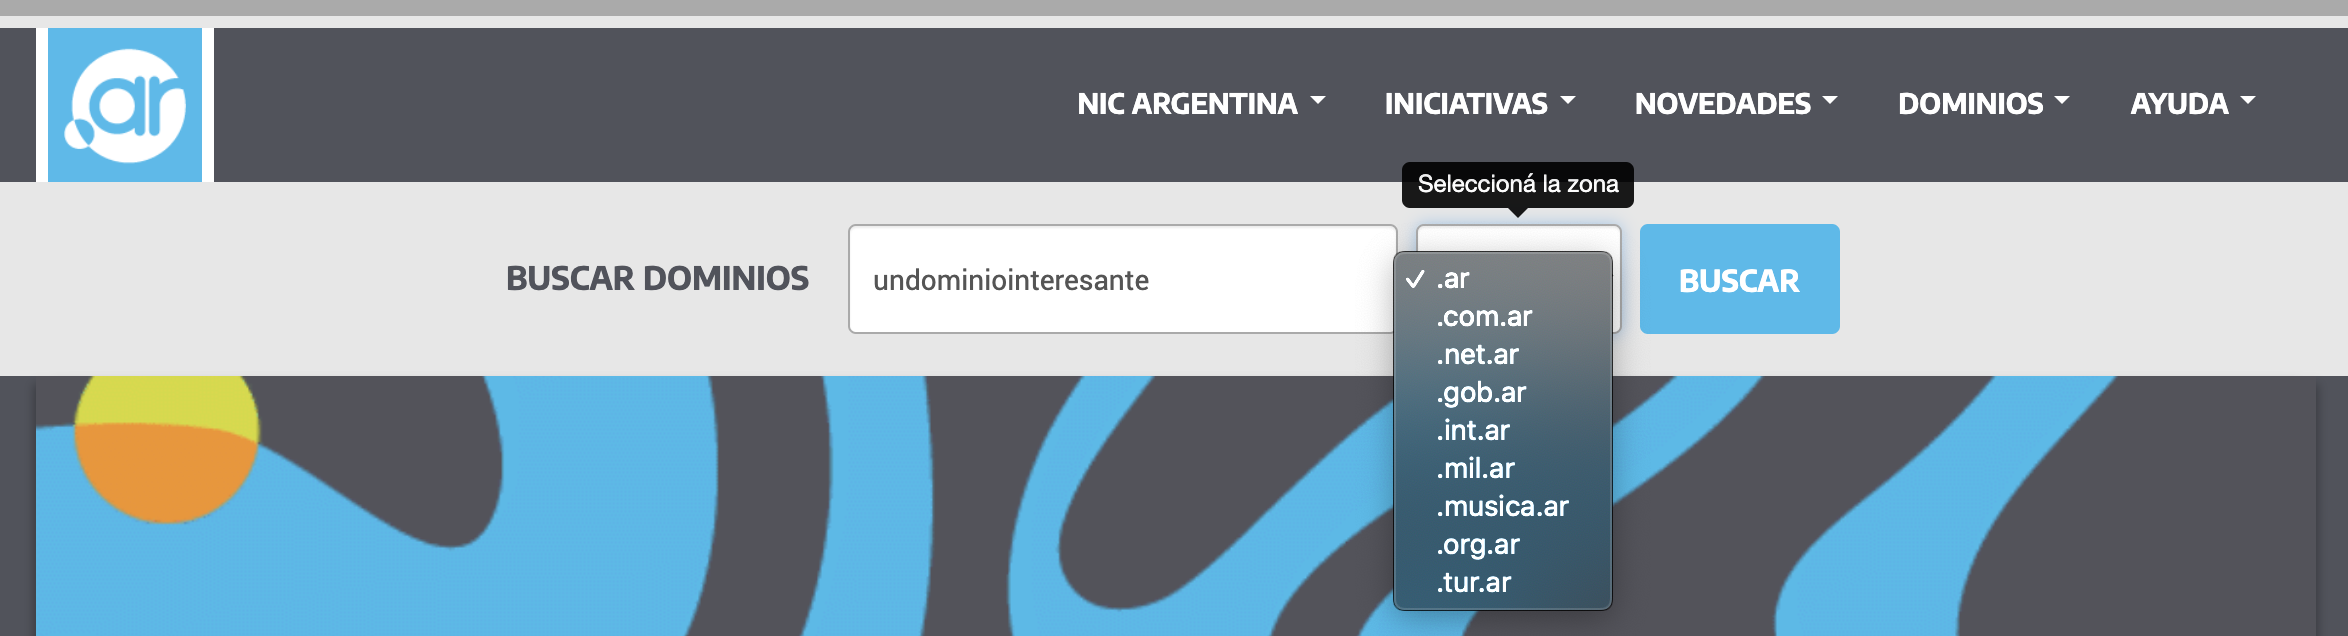 .ar
NIC ARGENTINA
INICIATIVAS
NOVEDADES
DOMINIOS
AYUDA
Seleccioná la zona
BUSCAR DOMINIOS
undominiointeresante
.ar
.com.ar
.net.ar
.gob.ar
.int.ar
.mil.ar
.musica.ar
.org.ar
.tur.ar
BUSCAR